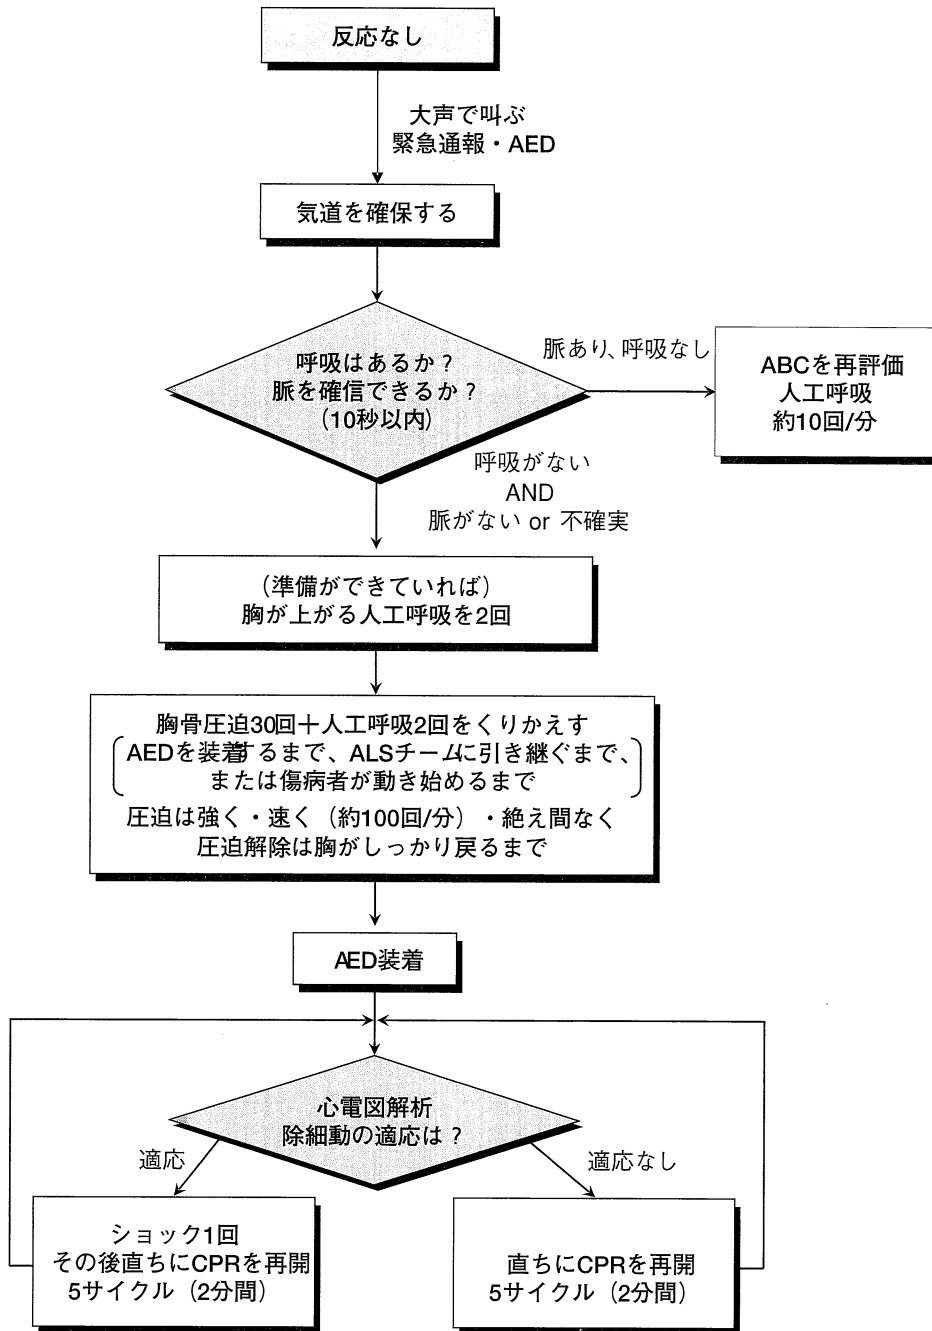 反応なし
大声で叫ぶ
緊急通報・AED
気道を確保する
呼吸はあるか?
脈を確信できるか?
(10秒以内)
脈あり、呼吸なし
ABCを再評価
人工呼吸
約10回/分
呼吸がない
AND
脈がない or 不確実
(準備ができていれば)
胸が上がる人工呼吸を2回
胸骨圧迫30回十人工呼吸2回をくりかえす
AEDを装着するまで、ALSチームに引き継ぐまで、
または傷病者が動き始めるまで
圧迫は強く・速く(約100回/分)・絶え間なく
圧迫解除は胸がしっかり戻るまで
AED装着
心電図解析
除細動の適応は?
適応
適応なし
ショック1回
その後直ちにCPRを再開
5サイクル(2分間)
直ちにCPRを再開
5サイクル(2分間)